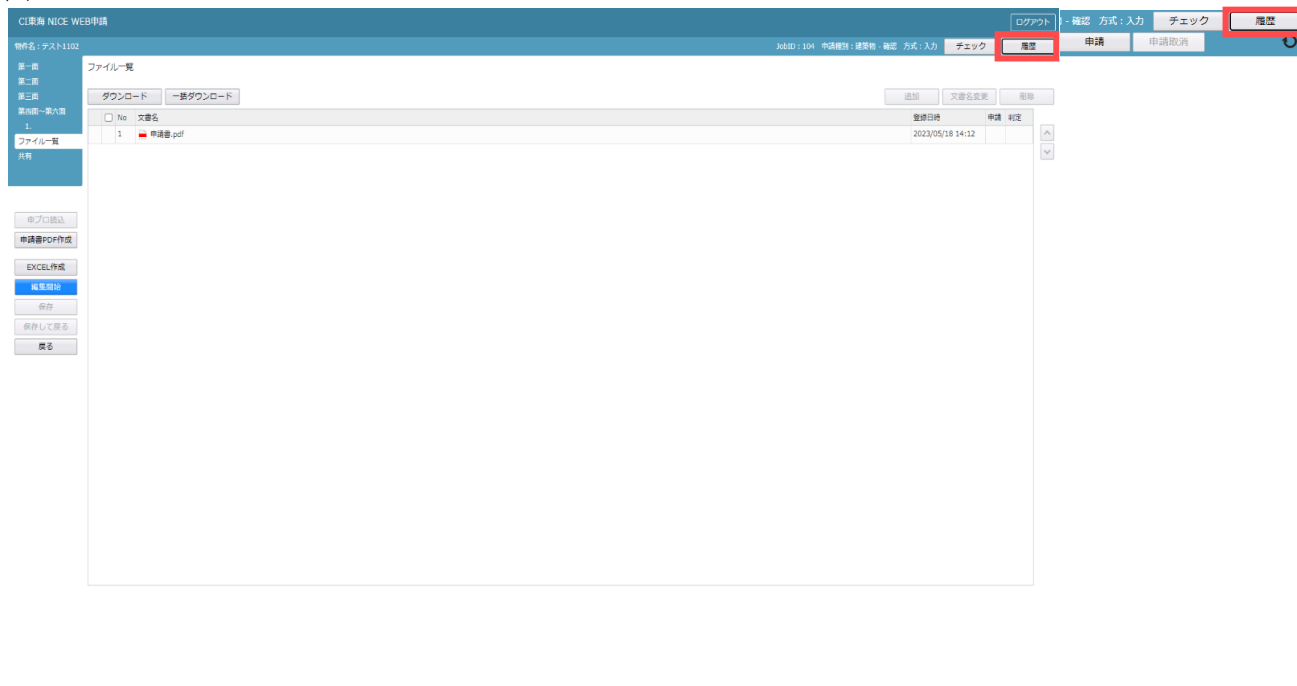 CI東海 NICE WEB申請
ログアウト
物件名：テスト1102
JobID：104 申請種別：建築物 - 確認 方式：入力 チェック 履歴
- 確認 方式：入力 チェック 履歴
申請 申請取消
第一面
第二面
第三面
第四面～第六面
1.
ファイル一覧
共有
ファイル一覧
ダウンロード 一括ダウンロード
追加 文書名変更 削除
No 文書名 登録日時 申請 判定
1 申請書.pdf 2023/05/18 14:12
申プロ読込
申請書PDF作成
EXCEL作成
編集開始
保存
保存して戻る
戻る